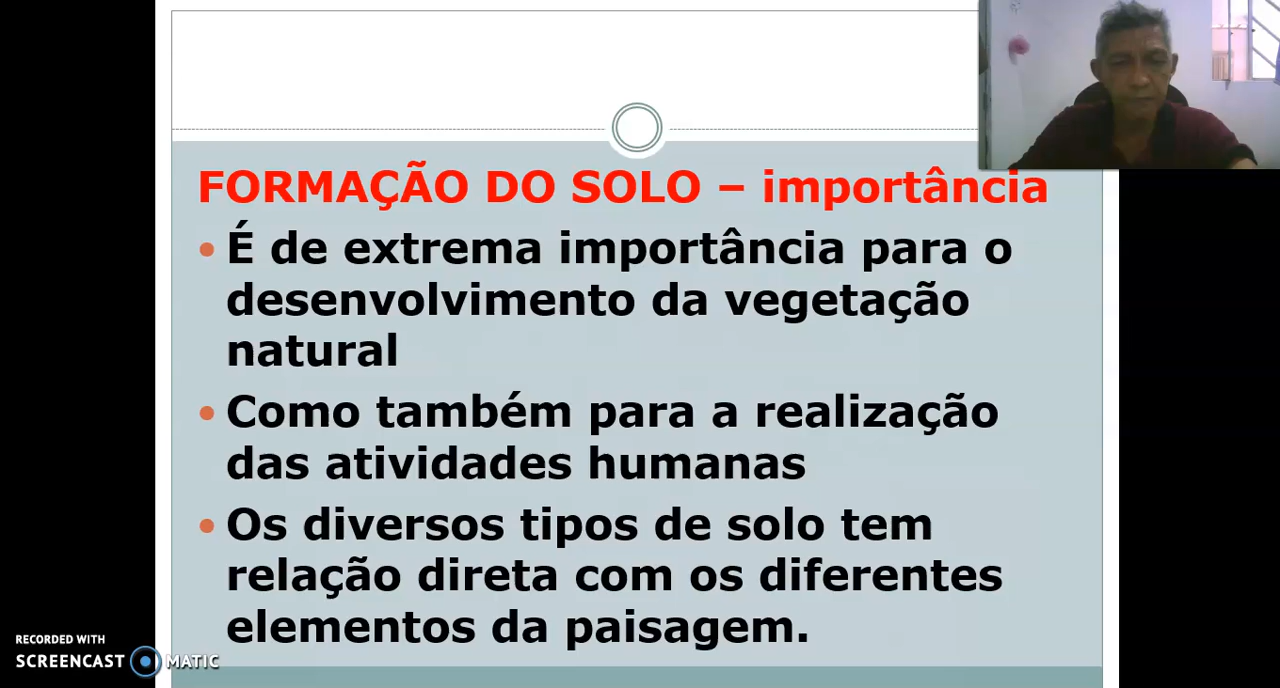 FORMAÇÃO DO SOLO – importância
• É de extrema importância para o
desenvolvimento da vegetação
natural
• Como também para a realização
das atividades humanas
• Os diversos tipos de solo tem
relação direta com os diferentes
elementos da paisagem.
RECORDED WITH
SCREENCAST MATIC